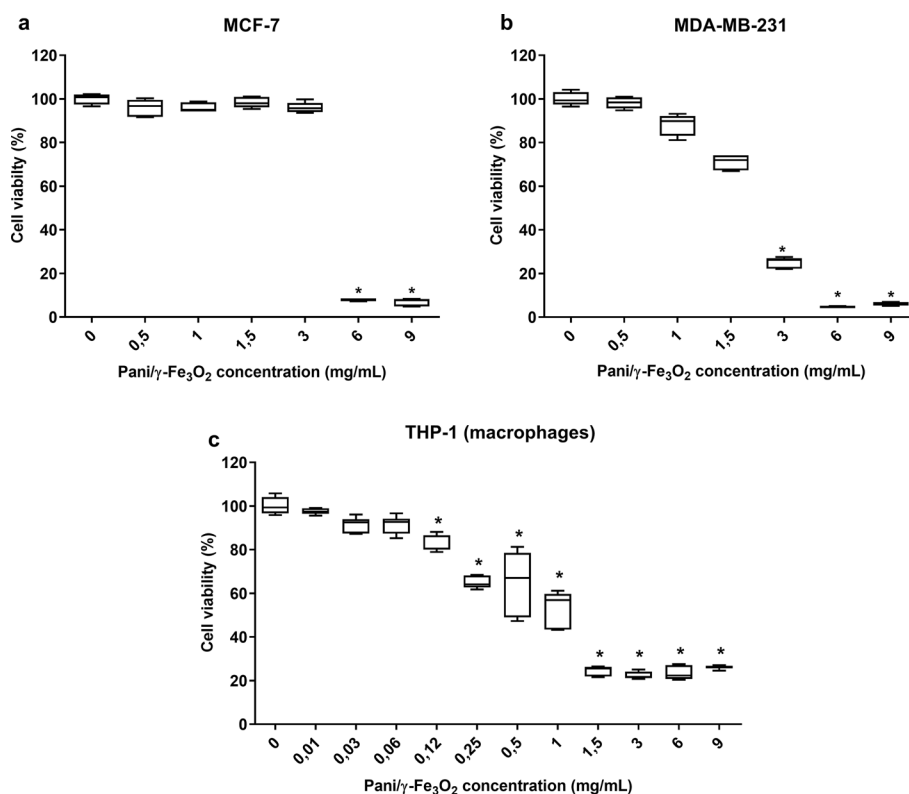 a
MCF-7
120
100
80
60
40
20
0
Cell viability (%)
* *
0 0,5 1 1,5 3 6 9
Pani/γ-Fe₃O₂ concentration (mg/mL)
b
MDA-MB-231
120
100
80
60
40
20
0
Cell viability (%)
* * *
0 0,5 1 1,5 3 6 9
Pani/γ-Fe₃O₂ concentration (mg/mL)
c
THP-1 (macrophages)
120
100
80
60
40
20
0
Cell viability (%)
* * * * * * * *
0 0,01 0,03 0,06 0,12 0,25 0,5 1 1,5 3 6 9
Pani/γ-Fe₃O₂ concentration (mg/mL)